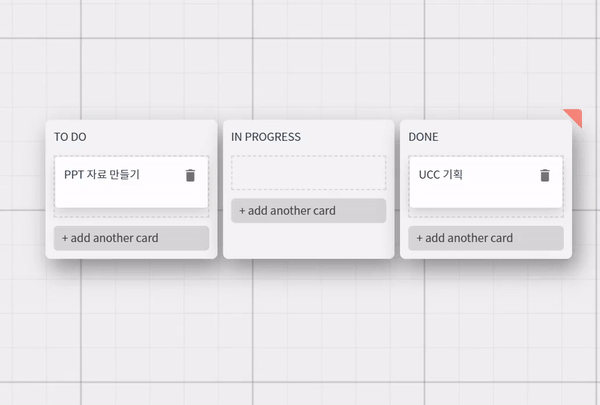 TO DO
PPT 자료 만들기
+ add another card
IN PROGRESS
+ add another card
DONE
UCC 기획
+ add another card